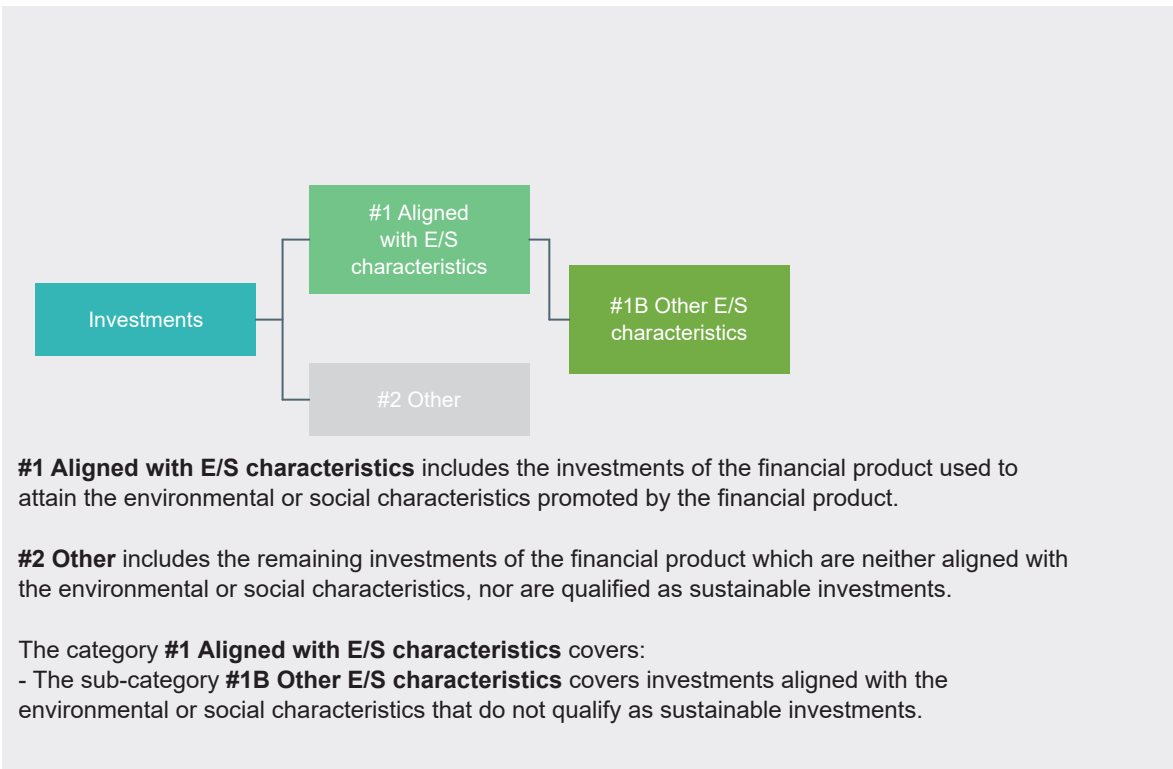 #1 Aligned
with E/S
characteristics
Investments
#1B Other E/S
characteristics
#2 Other
#1 Aligned with E/S characteristics includes the investments of the financial product used to
attain the environmental or social characteristics promoted by the financial product.
#2 Other includes the remaining investments of the financial product which are neither aligned with
the environmental or social characteristics, nor are qualified as sustainable investments.
The category #1 Aligned with E/S characteristics covers:
- The sub-category #1B Other E/S characteristics covers investments aligned with the
environmental or social characteristics that do not qualify as sustainable investments.